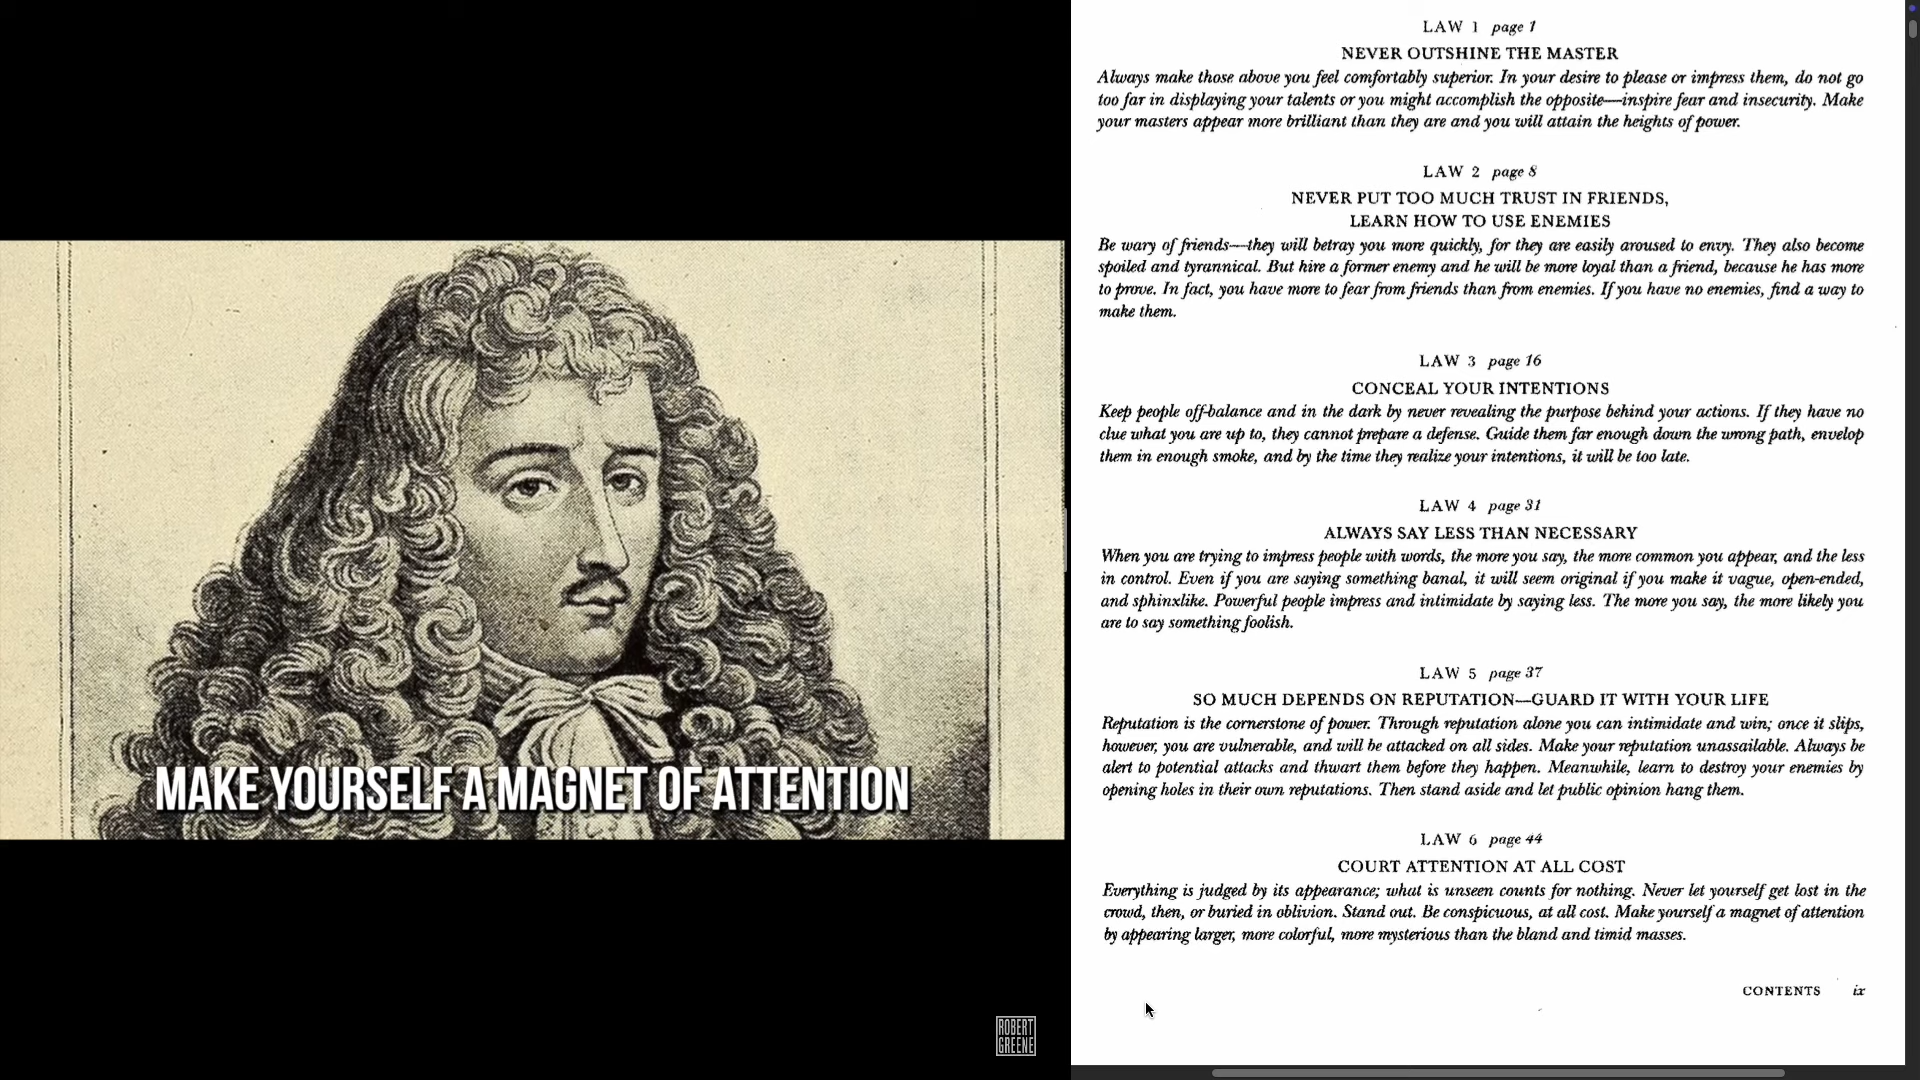 MAKE YOURSELF A MAGNET OF ATTENTION
ROBERT
GREENE
LAW 1 page 1
NEVER OUTSHINE THE MASTER
Always make those above you feel comfortably superior. In your desire to please or impress them, do not go
too far in displaying your talents or you might accomplish the opposite—inspire fear and insecurity. Make
your masters appear more brilliant than they are and you will attain the heights of power.
LAW 2 page 8
NEVER PUT TOO MUCH TRUST IN FRIENDS,
LEARN HOW TO USE ENEMIES
Be wary of friends—they will betray you more quickly, for they are easily aroused to envy. They also become
spoiled and tyrannical. But hire a former enemy and he will be more loyal than a friend, because he has more
to prove. In fact, you have more to fear from friends than from enemies. If you have no enemies, find a way to
make them.
LAW 3 page 16
CONCEAL YOUR INTENTIONS
Keep people off-balance and in the dark by never revealing the purpose behind your actions. If they have no
clue what you are up to, they cannot prepare a defense. Guide them far enough down the wrong path, envelop
them in enough smoke, and by the time they realize your intentions, it will be too late.
LAW 4 page 31
ALWAYS SAY LESS THAN NECESSARY
When you are trying to impress people with words, the more you say, the more common you appear, and the less
in control. Even if you are saying something banal, it will seem original if you make it vague, open-ended,
and sphinxlike. Powerful people impress and intimidate by saying less. The more you say, the more likely you
are to say something foolish.
LAW 5 page 37
SO MUCH DEPENDS ON REPUTATION—GUARD IT WITH YOUR LIFE
Reputation is the cornerstone of power. Through reputation alone you can intimidate and win; once it slips,
however, you are vulnerable, and will be attacked on all sides. Make your reputation unassailable. Always be
alert to potential attacks and thwart them before they happen. Meanwhile, learn to destroy your enemies by
opening holes in their own reputations. Then stand aside and let public opinion hang them.
LAW 6 page 44
COURT ATTENTION AT ALL COST
Everything is judged by its appearance; what is unseen counts for nothing. Never let yourself get lost in the
crowd, then, or buried in oblivion. Stand out. Be conspicuous, at all cost. Make yourself a magnet of attention
by appearing larger, more colorful, more mysterious than the bland and timid masses.
CONTENTS ix